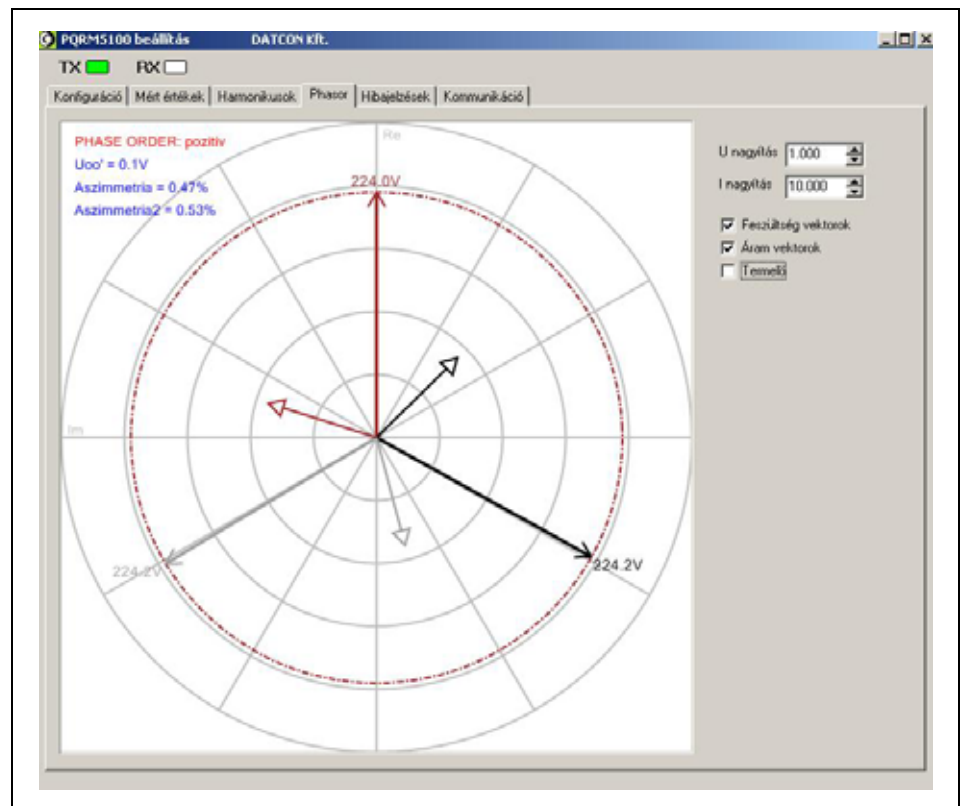 PQRM5100 beállítás DATCON Kft.
TX RX
Konfiguráció Mért értékek Harmonikusok Phasor Hibajelzések Kommunikáció
PHASE ORDER: pozitív
Uoo' = 0.1V
Aszimmetria = 0.47%
Aszimmetria2 = 0.53%
Re
224.0V
Im
224.2V
224.2V
U nagyítás 1.000
I nagyítás 10.000
Feszültség vektorok
Áram vektorok
Termelő